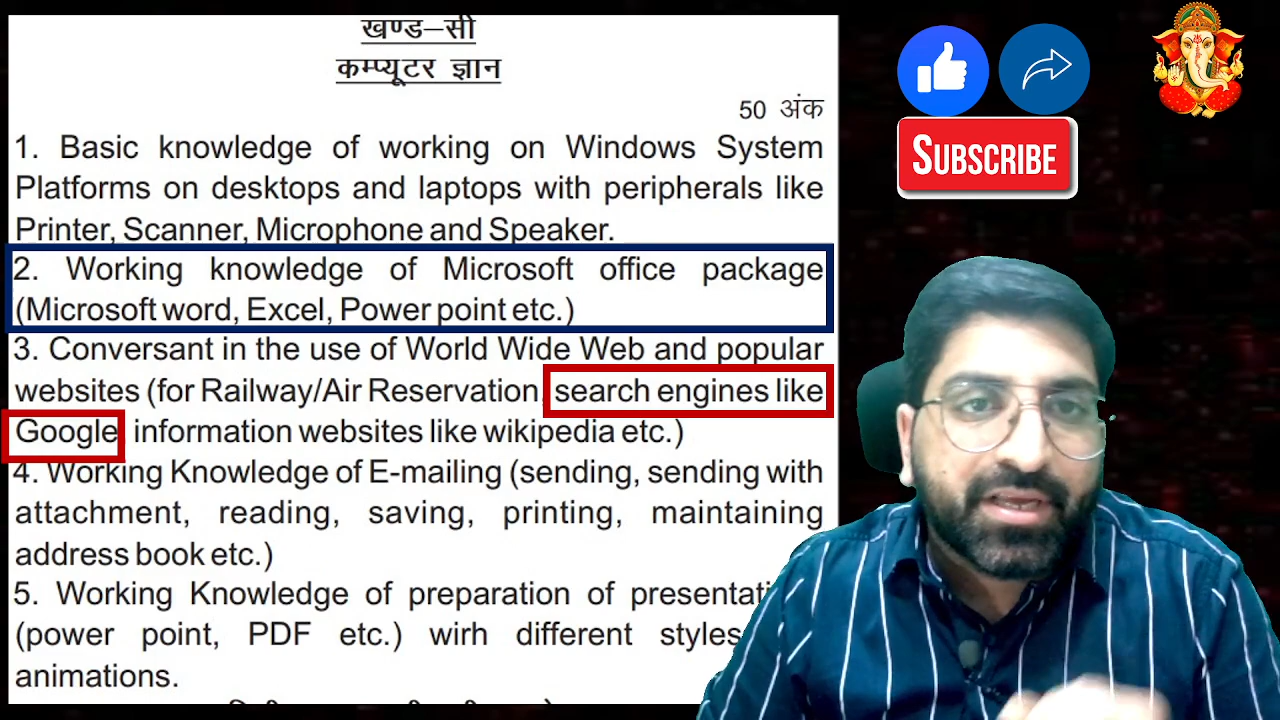 खण्ड–सी
कम्प्यूटर ज्ञान
50 अंक
1. Basic knowledge of working on Windows System
Platforms on desktops and laptops with peripherals like
Printer, Scanner, Microphone and Speaker.
2. Working knowledge of Microsoft office package
(Microsoft word, Excel, Power point etc.)
3. Conversant in the use of World Wide Web and popular
websites (for Railway/Air Reservation, search engines like
Google information websites like wikipedia etc.)
4. Working Knowledge of E-mailing (sending, sending with
attachment, reading, saving, printing, maintaining
address book etc.)
5. Working Knowledge of preparation of
(power point, PDF etc.) wirh different
animations.
SUBSCRIBE